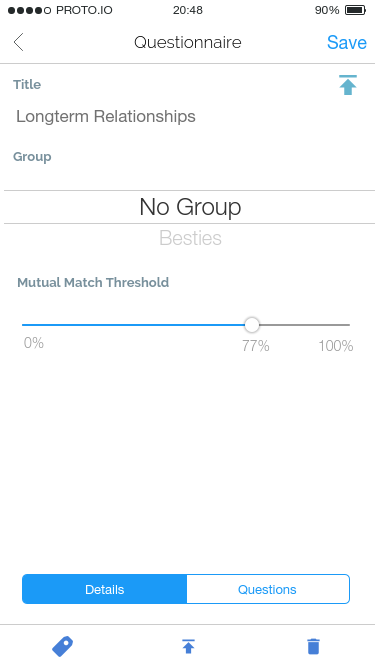 PROTO.IO 20:48 90%
Questionnaire Save
Title
Longterm Relationships
Group
No Group
Besties
Mutual Match Threshold
0% 77% 100%
Details Questions